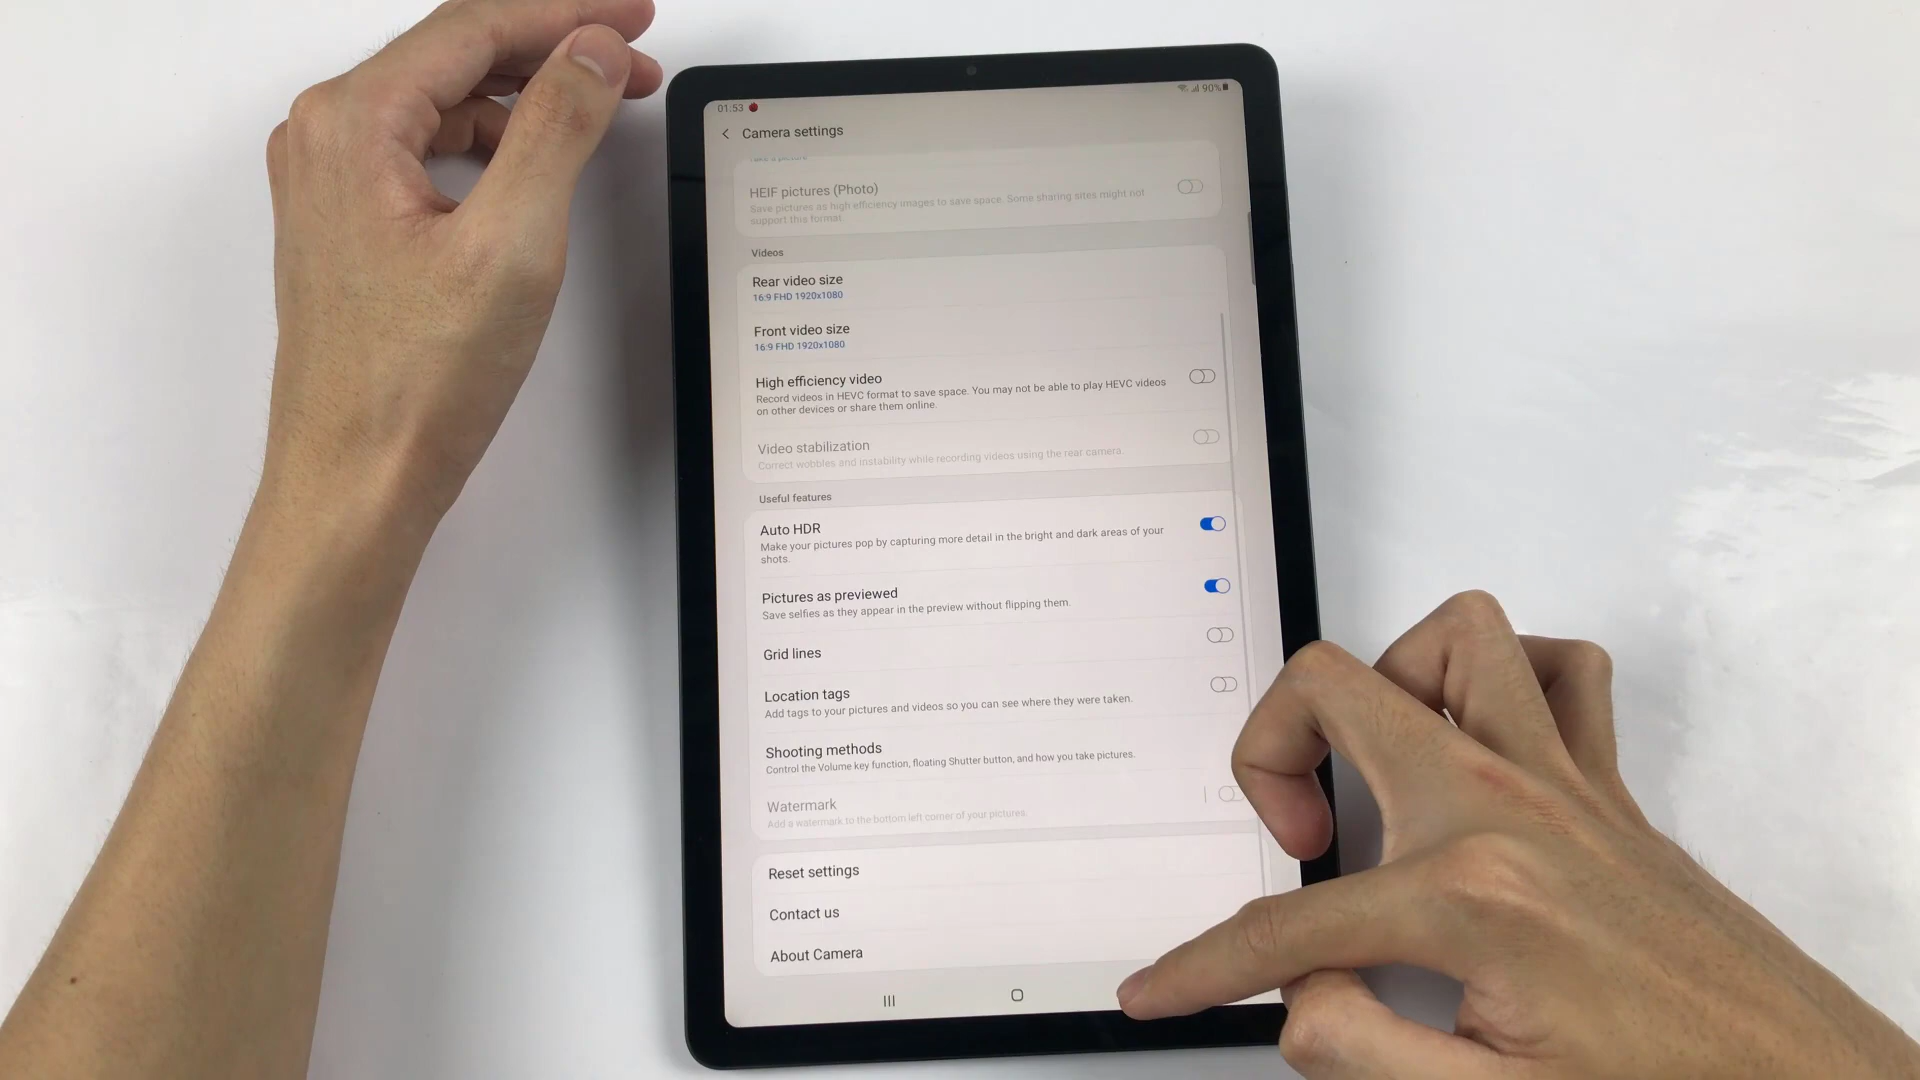 01:53
90%
Camera settings
Take a picture
HEIF pictures (Photo)
Save pictures as high efficiency images to save space. Some sharing sites might not
support this format.
Videos
Rear video size
16:9 FHD 1920x1080
Front video size
16:9 FHD 1920x1080
High efficiency video
Record videos in HEVC format to save space. You may not be able to play HEVC videos
on other devices or share them online.
Video stabilization
Correct wobbles and instability while recording videos using the rear camera.
Useful features
Auto HDR
Make your pictures pop by capturing more detail in the bright and dark areas of your
shots.
Pictures as previewed
Save selfies as they appear in the preview without flipping them.
Grid lines
Location tags
Add tags to your pictures and videos so you can see where they were taken.
Shooting methods
Control the Volume key function, floating Shutter button, and how you take pictures.
Watermark
Add a watermark to the bottom left corner of your pictures.
Reset settings
Contact us
About Camera